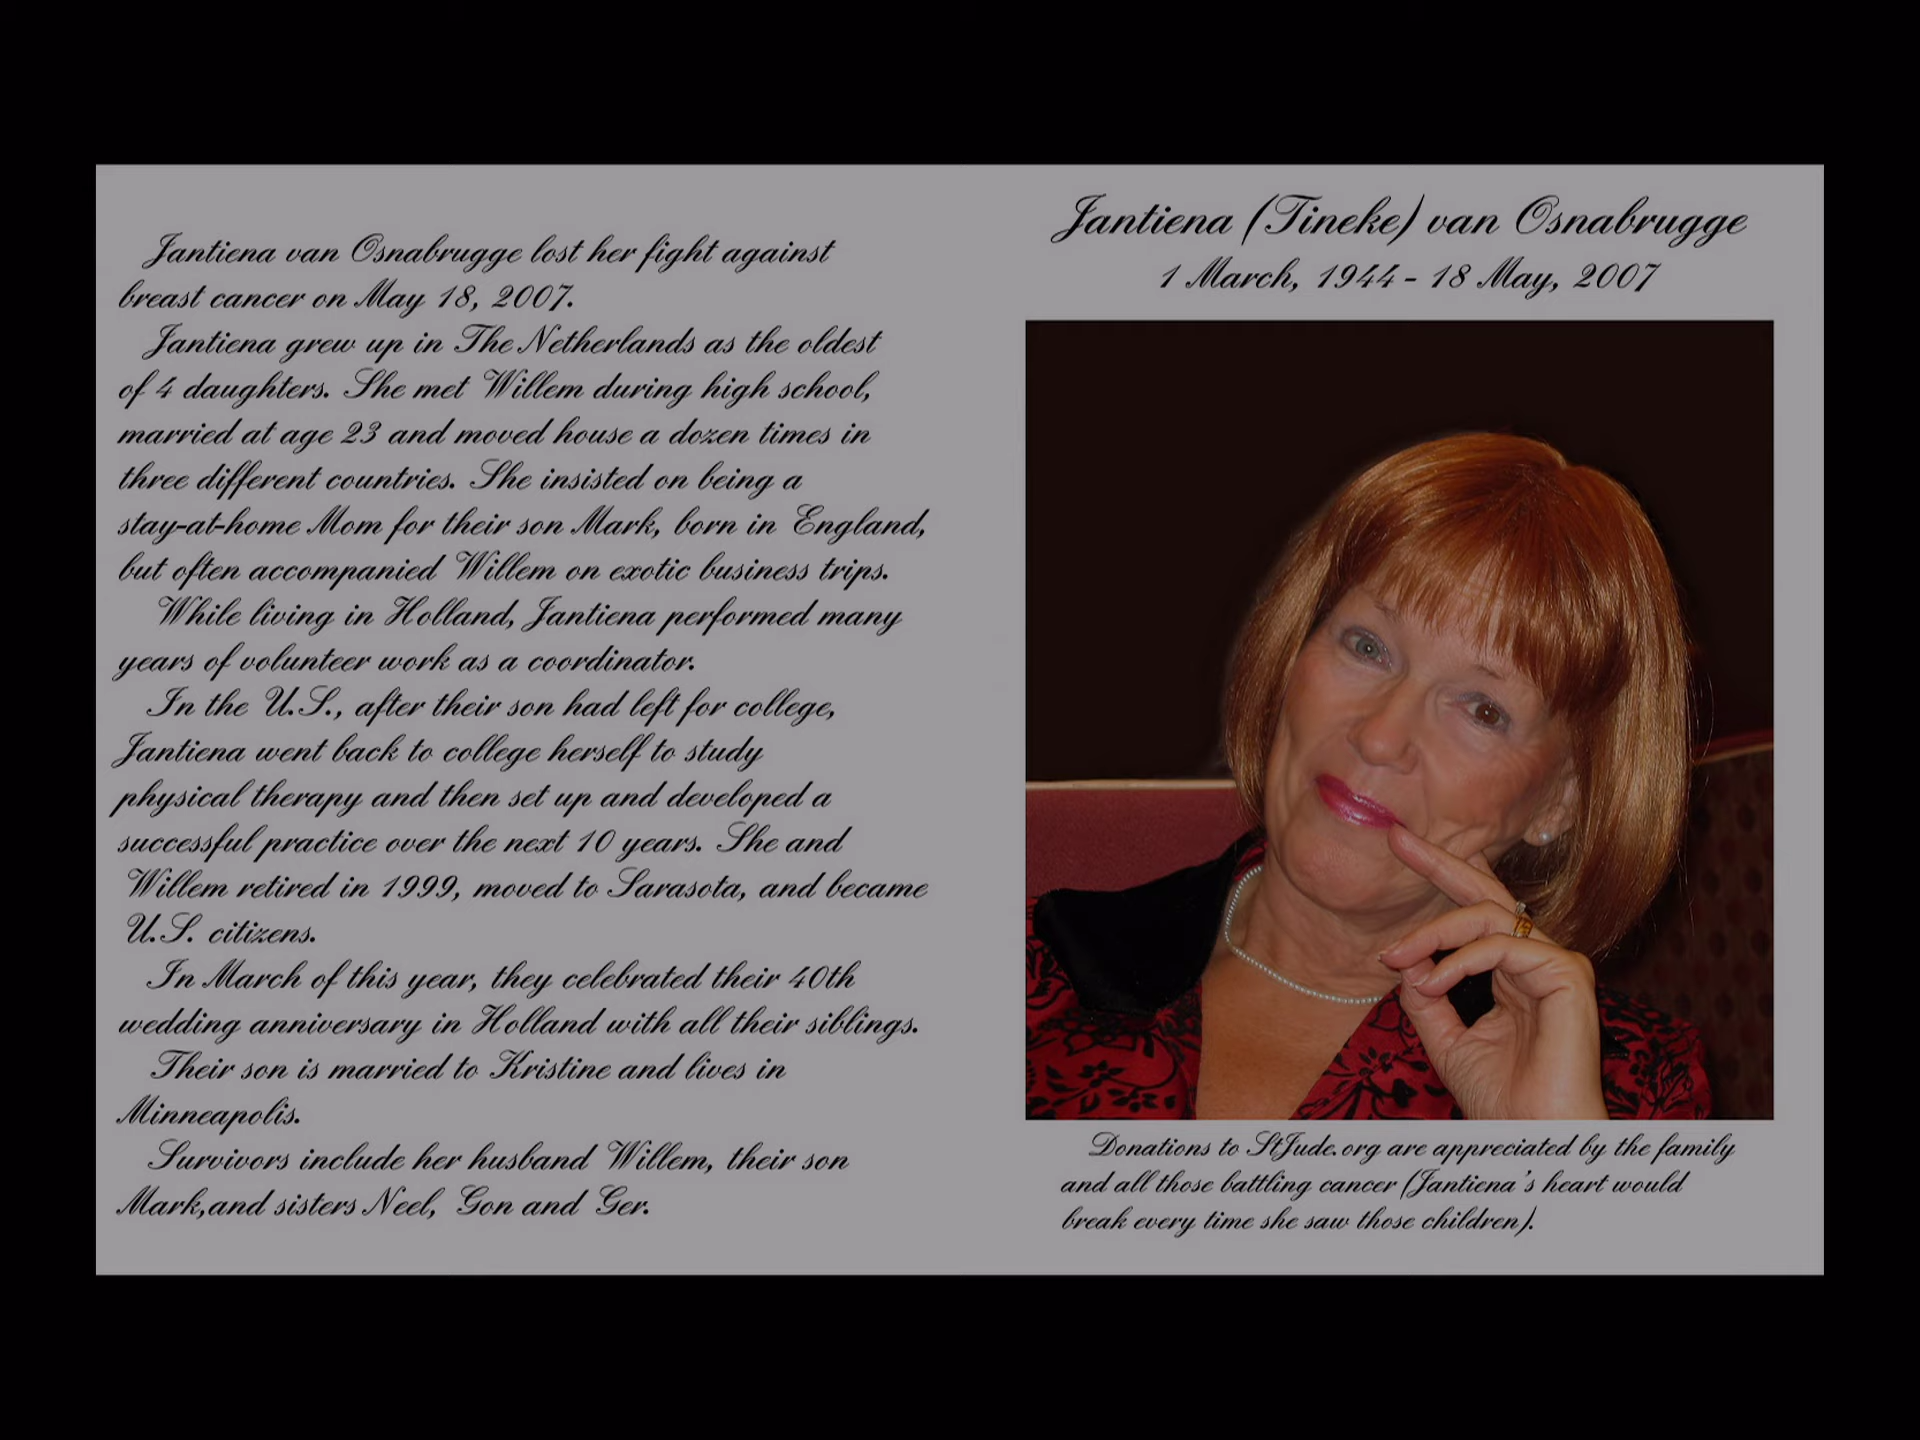 Jantiena van Osnabrugge lost her fight against
breast cancer on May 18, 2007.
Jantiena grew up in The Netherlands as the oldest
of 4 daughters. She met Willem during high school,
married at age 23 and moved house a dozen times in
three different countries. She insisted on being a
stay-at-home Mom for their son Mark, born in England,
but often accompanied Willem on exotic business trips.
While living in Holland, Jantiena performed many
years of volunteer work as a coordinator.
In the U.S., after their son had left for college,
Jantiena went back to college herself to study
physical therapy and then set up and developed a
successful practice over the next 10 years. She and
Willem retired in 1999, moved to Sarasota, and became
U.S. citizens.
In March of this year, they celebrated their 40th
wedding anniversary in Holland with all their siblings.
Their son is married to Kristine and lives in
Minneapolis.
Survivors include her husband Willem, their son
Mark,and sisters Neel, Gon and Ger.
Jantiena (Tineke) van Osnabrugge
1 March, 1944 - 18 May, 2007
Donations to StJude.org are appreciated by the family
and all those battling cancer (Jantiena's heart would
break every time she saw those children).